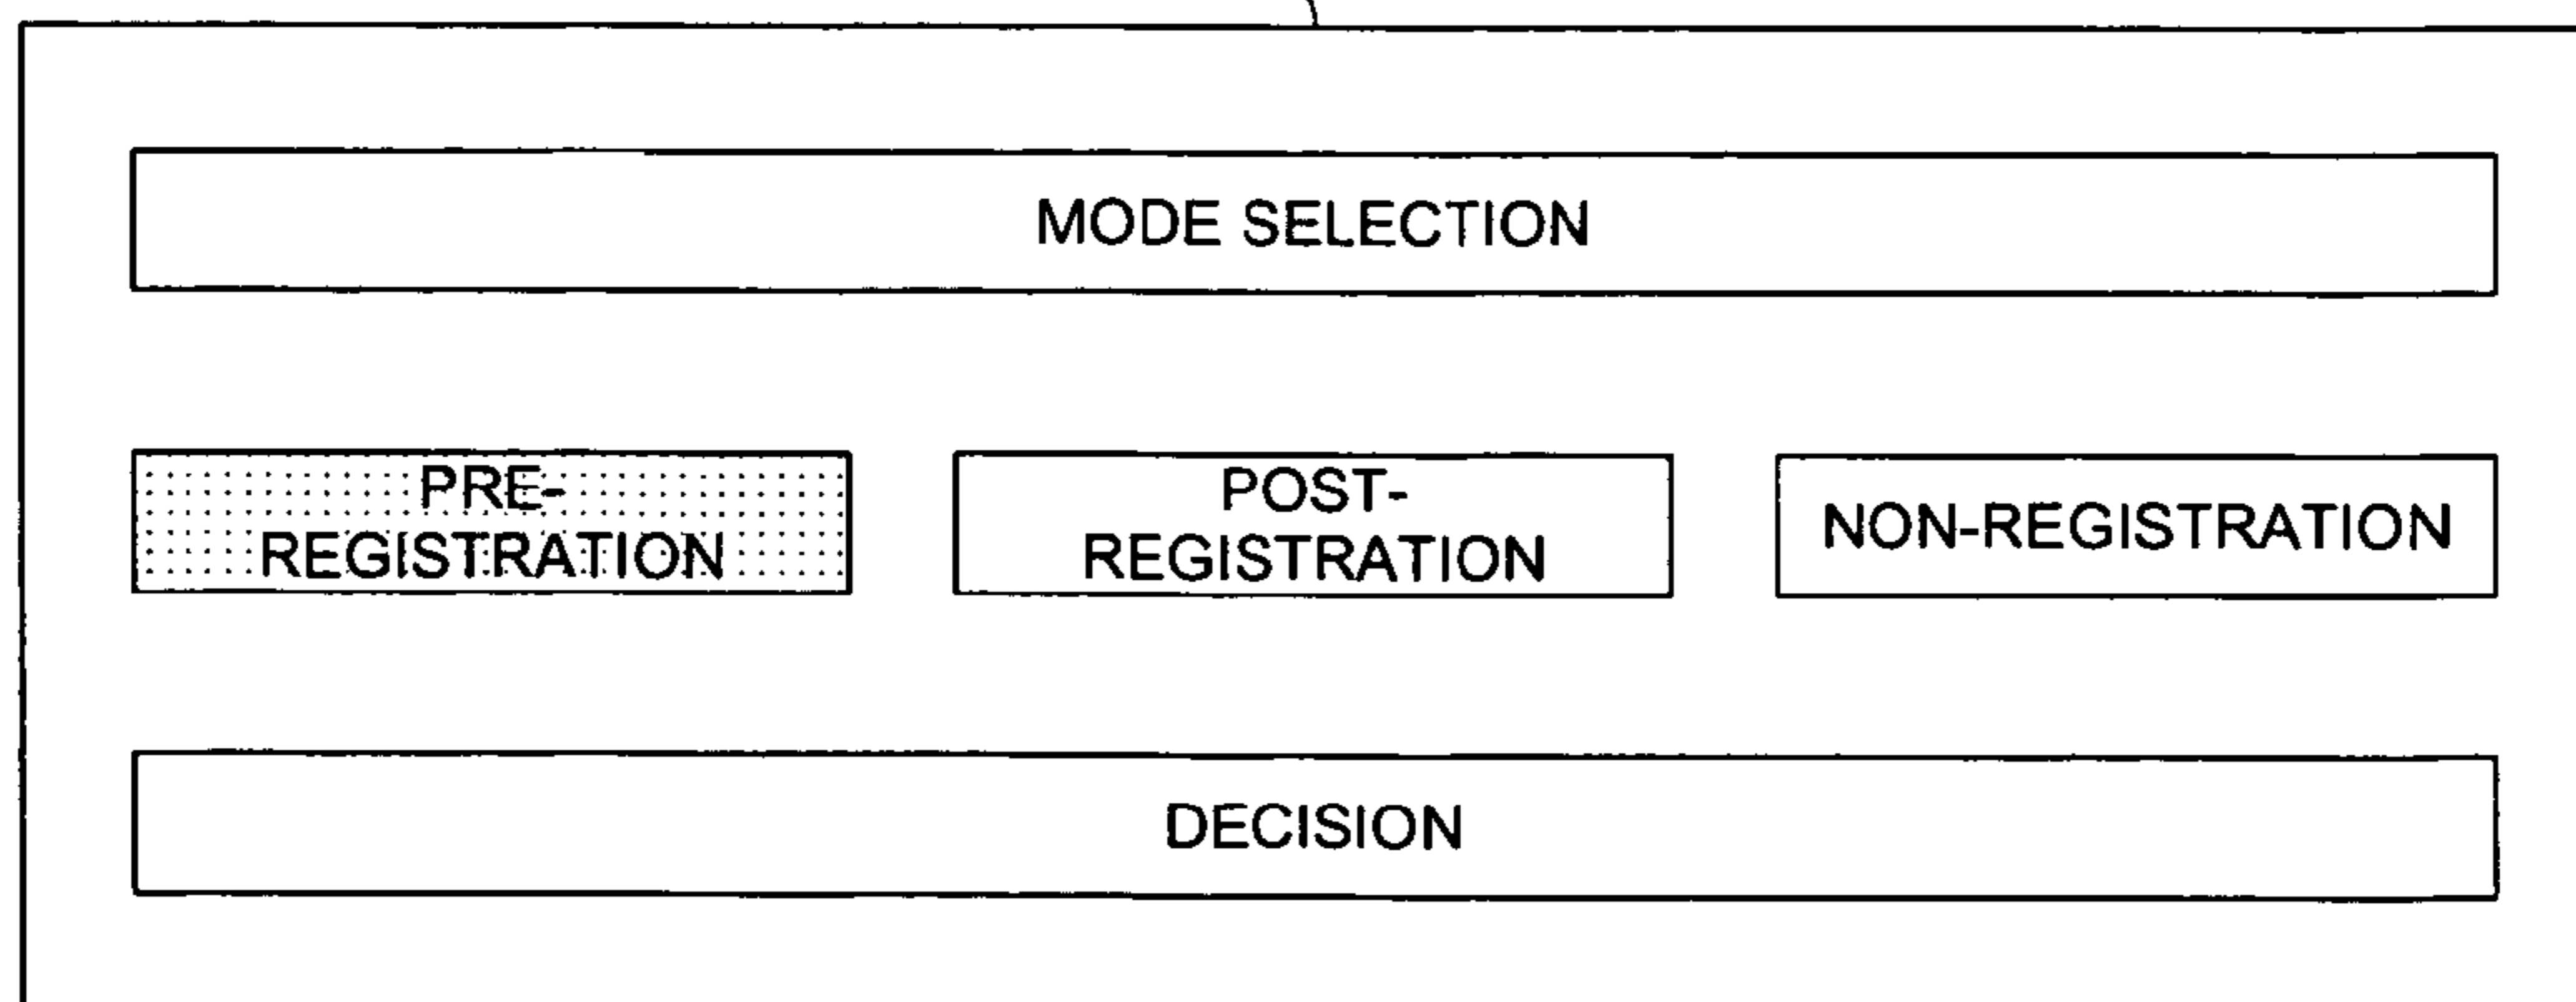 MODE SELECTION
PRE-
REGISTRATION
POST-
REGISTRATION
NON-REGISTRATION
DECISION